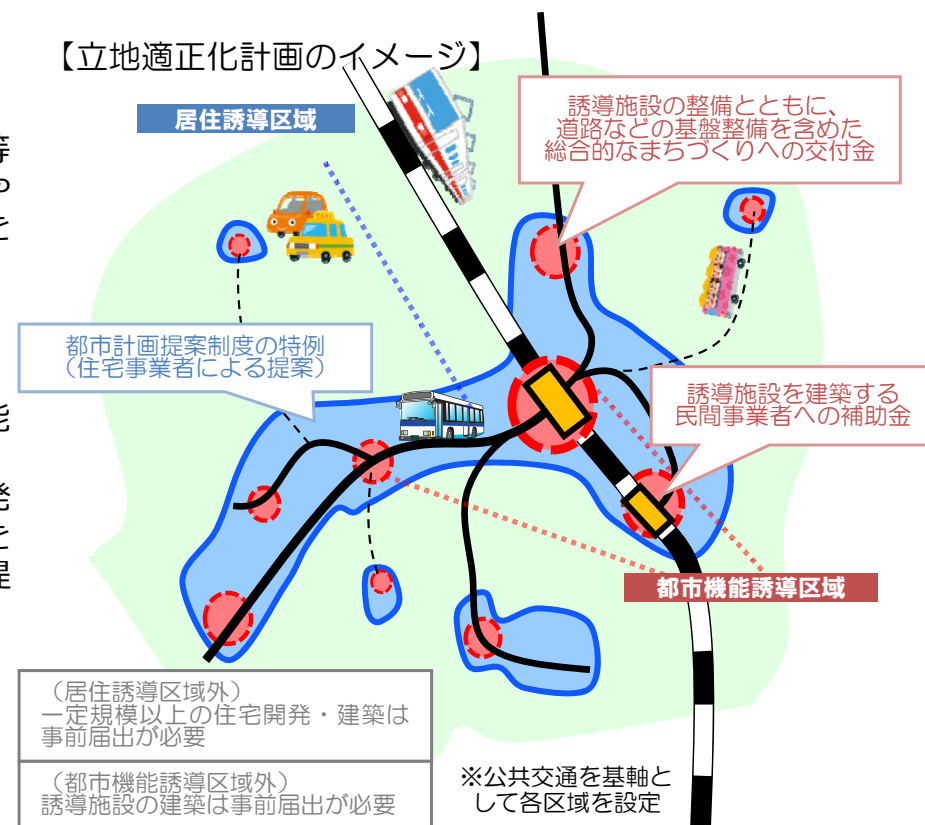 【立地適正化計画のイメージ】
居住誘導区域
誘導施設の整備とともに、
道路などの基盤整備を含めた
総合的なまちづくりへの交付金
等
や
と
TAXI
都市計画提案制度の特例
（住宅事業者による提案）
誘導施設を建築する
民間事業者への補助金
能
発
と
提
都市機能誘導区域
（居住誘導区域外）
一定規模以上の住宅開発・建築は
事前届出が必要
（都市機能誘導区域外）
誘導施設の建築は事前届出が必要
※公共交通を基軸と
して各区域を設定